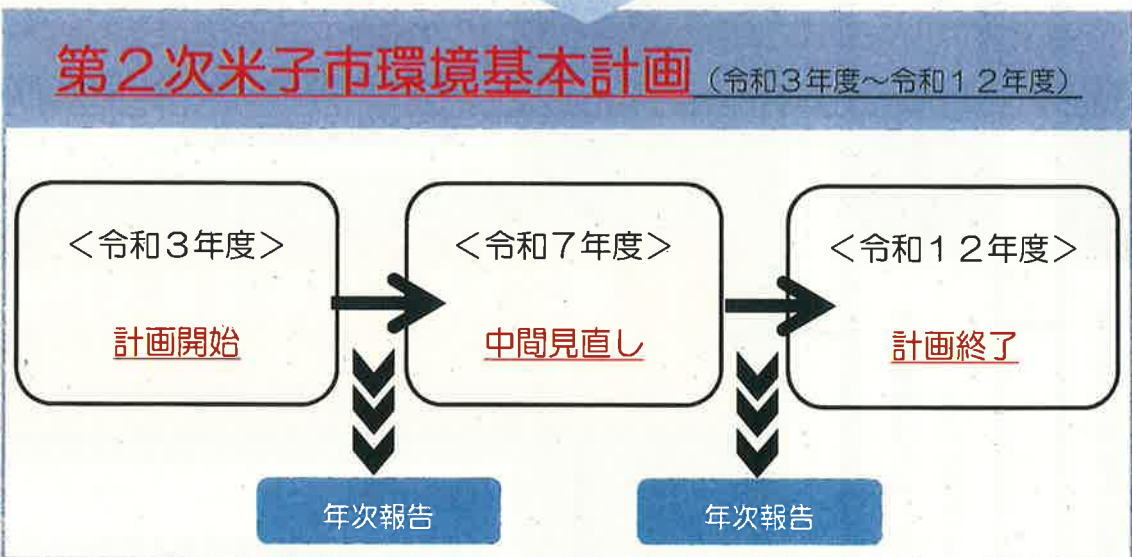 第２次米子市環境基本計画（令和３年度～令和１２年度）
＜令和３年度＞
計画開始
＜令和７年度＞
中間見直し
＜令和１２年度＞
計画終了
年次報告
年次報告